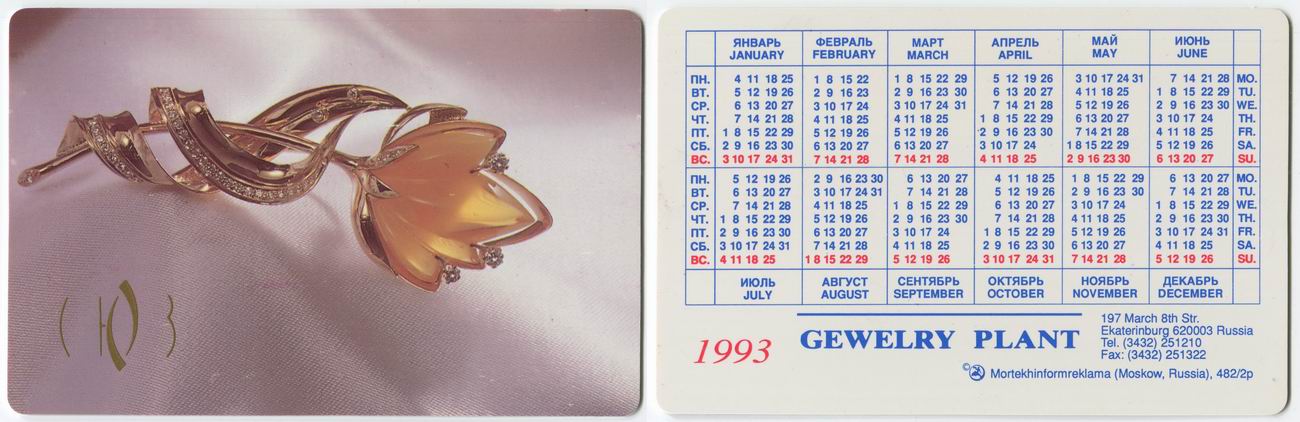 ( Ю З
ЯНВАРЬ ФЕВРАЛЬ МАРТ АПРЕЛЬ МАЙ ИЮНЬ
JANUARY FEBRUARY MARCH APRIL MAY JUNE
ПН. 4 11 18 25 1 8 15 22 1 8 15 22 29 5 12 19 26 3 10 17 24 31 7 14 21 28 MO.
ВТ. 5 12 19 26 2 9 16 23 2 9 16 23 30 6 13 20 27 4 11 18 25 1 8 15 22 29 TU.
СР. 6 13 20 27 3 10 17 24 3 10 17 24 31 7 14 21 28 5 12 19 26 2 9 16 23 30 WE.
ЧТ. 7 14 21 28 4 11 18 25 4 11 18 25 1 8 15 22 29 6 13 20 27 3 10 17 24 TH.
ПТ. 1 8 15 22 29 5 12 19 26 5 12 19 26 2 9 16 23 30 7 14 21 28 4 11 18 25 FR.
СБ. 2 9 16 23 30 6 13 20 27 6 13 20 27 3 10 17 24 1 8 15 22 29 5 12 19 26 SA.
ВС. 3 10 17 24 31 7 14 21 28 7 14 21 28 4 11 18 25 2 9 16 23 30 6 13 20 27 SU.
ПН. 5 12 19 26 2 9 16 23 30 6 13 20 27 4 11 18 25 1 8 15 22 29 6 13 20 27 MO.
ВТ. 6 13 20 27 3 10 17 24 31 7 14 21 28 5 12 19 26 2 9 16 23 30 7 14 21 28 TU.
СР. 7 14 21 28 4 11 18 25 1 8 15 22 29 6 13 20 27 3 10 17 24 1 8 15 22 29 WE.
ЧТ. 1 8 15 22 29 5 12 19 26 2 9 16 23 30 7 14 21 28 4 11 18 25 2 9 16 23 30 TH.
ПТ. 2 9 16 23 30 6 13 20 27 3 10 17 24 1 8 15 22 29 5 12 19 26 3 10 17 24 FR.
СБ. 3 10 17 24 31 7 14 21 28 4 11 18 25 2 9 16 23 30 6 13 20 27 4 11 18 25 SA.
ВС. 4 11 18 25 1 8 15 22 29 5 12 19 26 3 10 17 24 31 7 14 21 28 5 12 19 26 SU.
ИЮЛЬ АВГУСТ СЕНТЯБРЬ ОКТЯБРЬ НОЯБРЬ ДЕКАБРЬ
JULY AUGUST SEPTEMBER OCTOBER NOVEMBER DECEMBER
1993
GEWELRY PLANT
197 March 8th Str.
Ekaterinburg 620003 Russia
Tel. (3432) 251210
Fax: (3432) 251322
© Mortekhinformreklama (Moskow, Russia), 482/2p